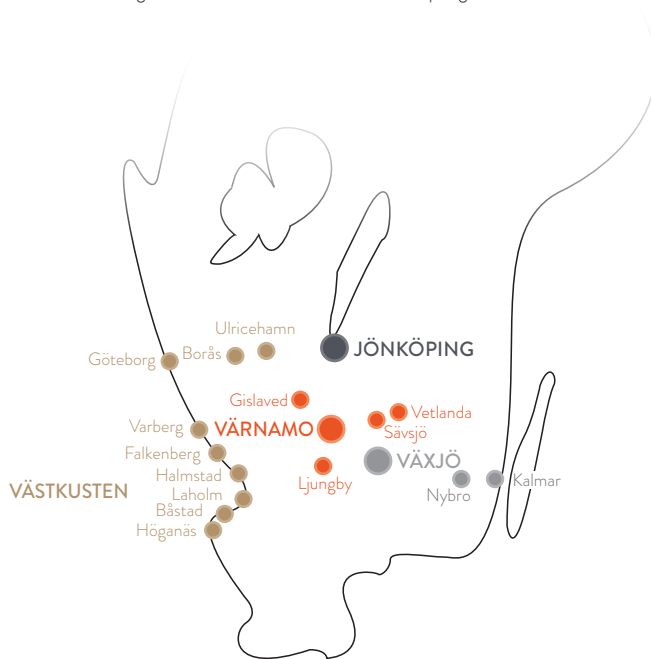 Ulricehamn
Göteborg
Borås
JÖNKÖPING
Gislaved
Vetlanda
Varberg
VÄRNAMO
Sävsjö
Falkenberg
VÄXJÖ
Halmstad
Ljungby
Kalmar
VÄSTKUSTEN
Laholm
Nybro
Båstad
Höganäs